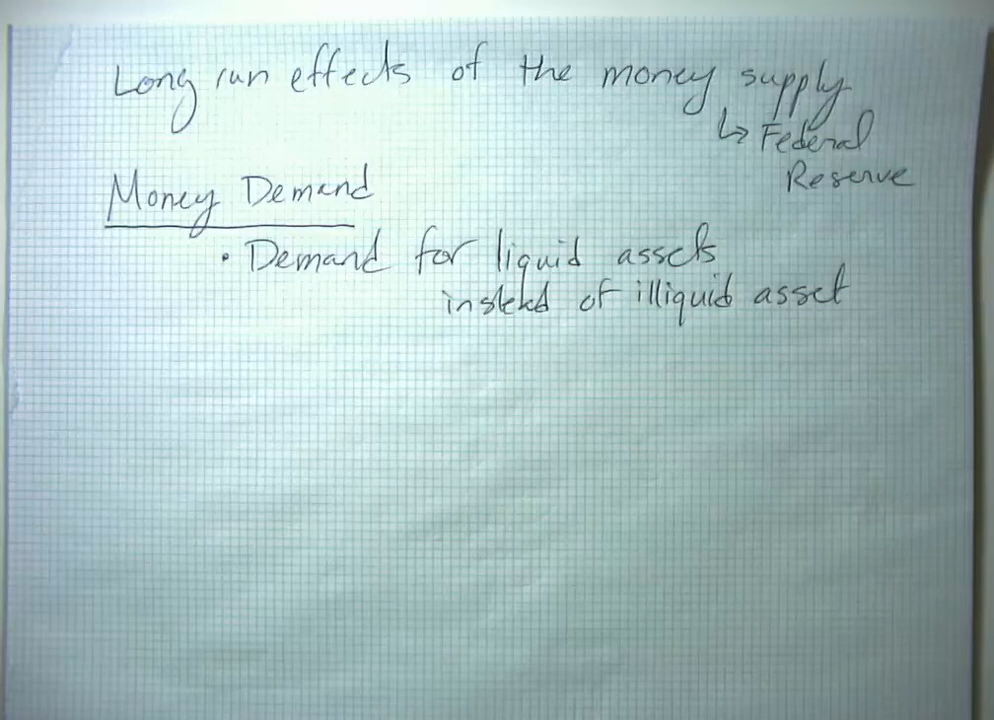 Long run effects of the money supply
↳ Federal
Reserve
Money Demand
• Demand for liquid assets
instead of illiquid asset